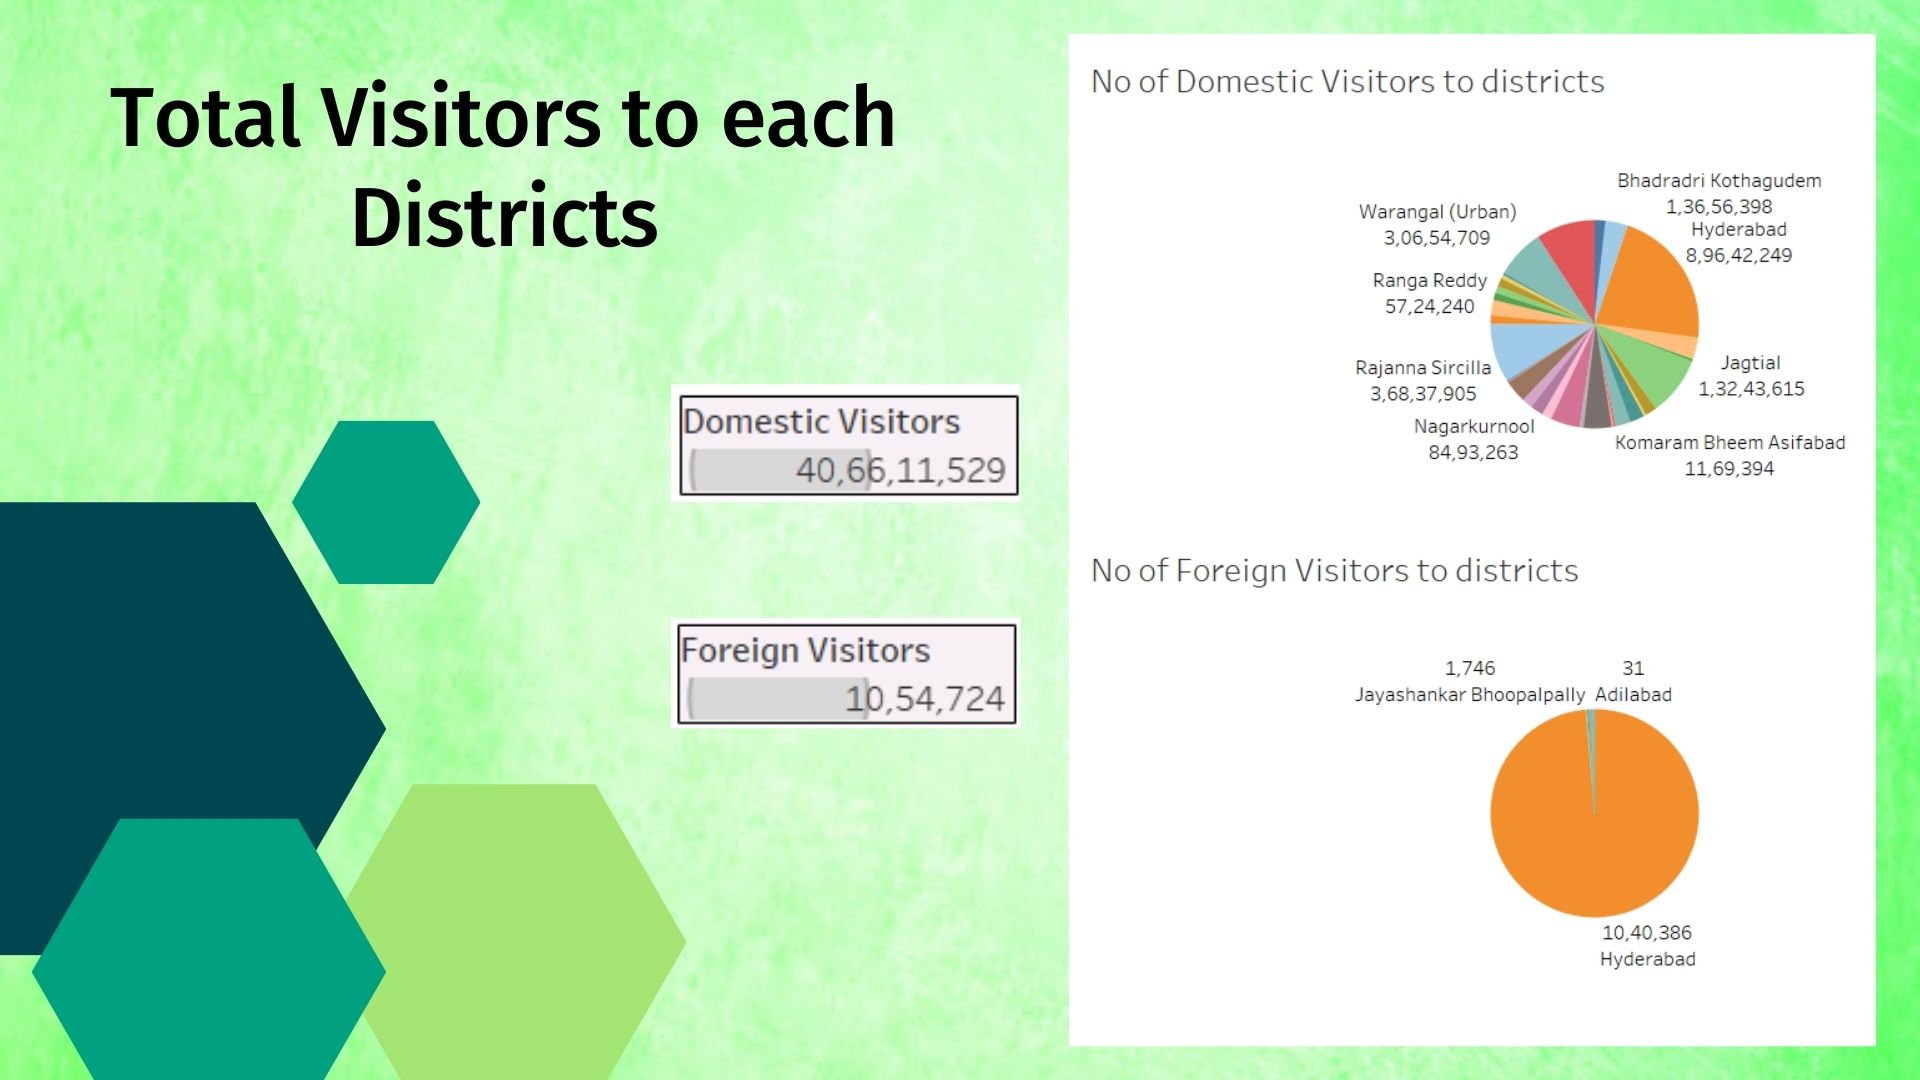 Total Visitors to each
Districts
Domestic Visitors
40,66,11,529
Foreign Visitors
10,54,724
No of Domestic Visitors to districts
Bhadradri Kothagudem
1,36,56,398
Hyderabad
8,96,42,249
Warangal (Urban)
3,06,54,709
Ranga Reddy
57,24,240
Rajanna Sircilla
3,68,37,905
Jagtial
1,32,43,615
Nagarkurnool
84,93,263
Komaram Bheem Asifabad
11,69,394
No of Foreign Visitors to districts
1,746
Jayashankar Bhoopalpally
31
Adilabad
10,40,386
Hyderabad